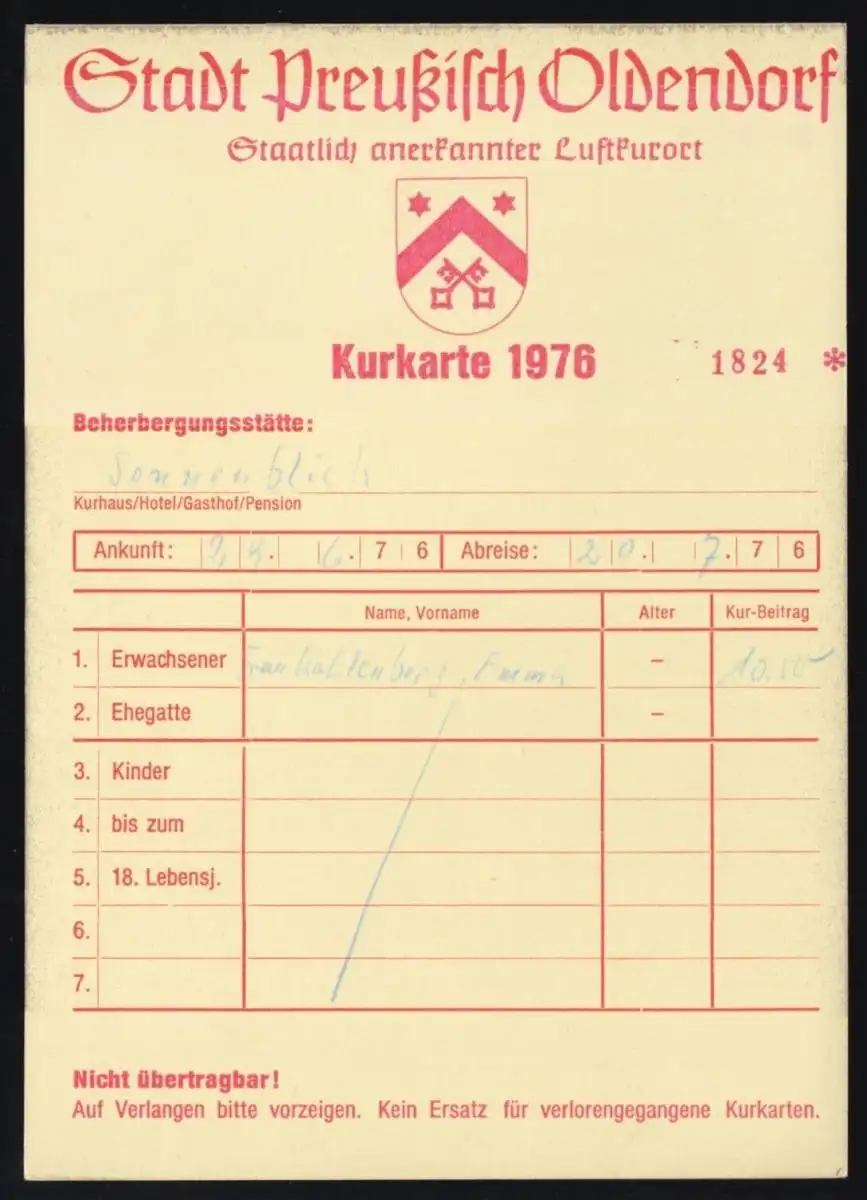 Stadt Preußisch Oldendorf
Staatlich anerkannter Luftkurort
Kurkarte 1976 1824 *
Beherbergungsstätte:
Sonnenblick
Kurhaus/Hotel/Gasthof/Pension
Ankunft: 6. 7 6 Abreise: 20. 7. 7 6
Name, Vorname Alter Kur-Beitrag
1. Erwachsener Emma – 10.50
2. Ehegatte –
3. Kinder
4. bis zum
5. 18. Lebensj.
6.
7.
Nicht übertragbar!
Auf Verlangen bitte vorzeigen. Kein Ersatz für verlorengegangene Kurkarten.